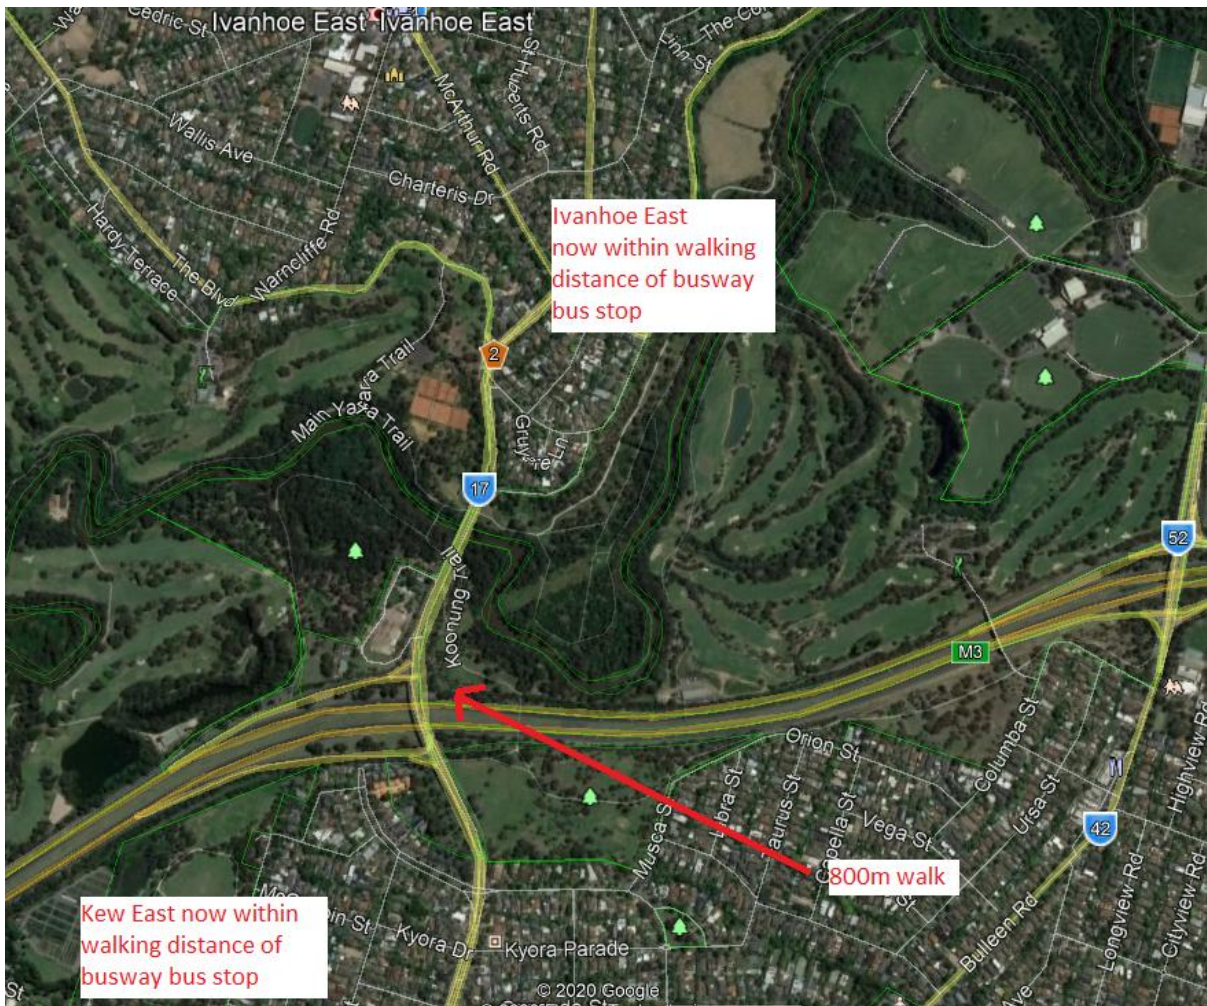 Cedric St
Ivanhoe East
Ivanhoe East
Linn St
McArthur Rd
Wallis Ave
Charteris Dr
Ivanhoe East
now within walking
distance of busway
bus stop
Hardy Terrace
The Blvd
Warncliffe Rd
2
Main Yarra Trail
17
Koonung Trail
52
M3
Orion St
Columba St
Highview Rd
Musca St
Libra St
Taurus St
Capella St
Vega St
Ursa St
42
800m walk
Kew East now within
walking distance of
busway bus stop
Kyora Dr
Kyora Parade
Bulleen Rd
Longview Rd
Cityview Rd
St
Ave
© 2020 Google